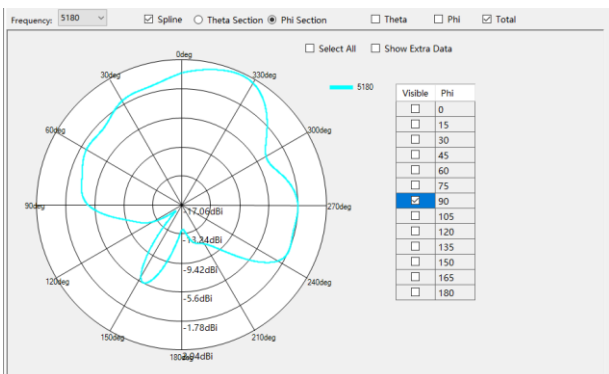 Frequency: 5180 Spline Theta Section Phi Section Theta Phi Total
Select All Show Extra Data
5180
0deg
30deg 330deg
60deg 300deg
90deg 270deg
120deg 240deg
150deg 210deg
-17.06dBi
-13.24dBi
-9.42dBi
-5.6dBi
-1.78dBi
Visible Phi
0
15
30
45
60
75
90
105
120
135
150
165
180